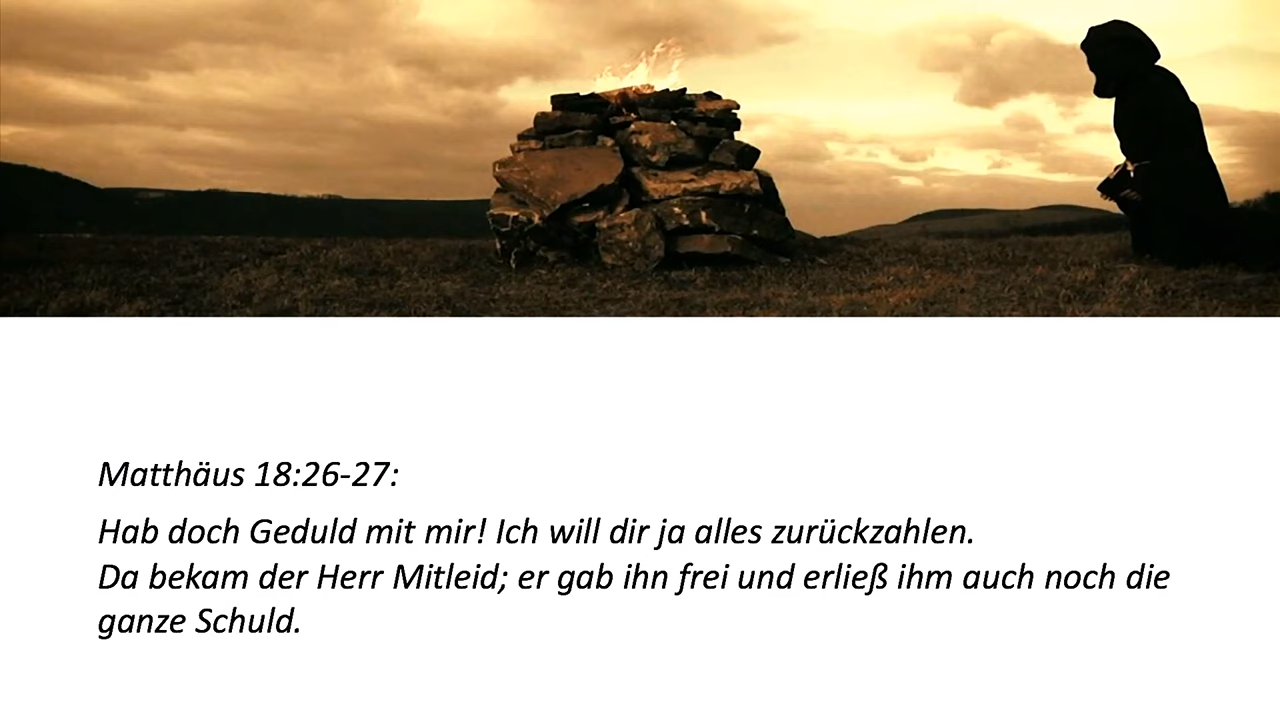 Matthäus 18:26-27:
Hab doch Geduld mit mir! Ich will dir ja alles zurückzahlen.
Da bekam der Herr Mitleid; er gab ihn frei und erließ ihm auch noch die
ganze Schuld.